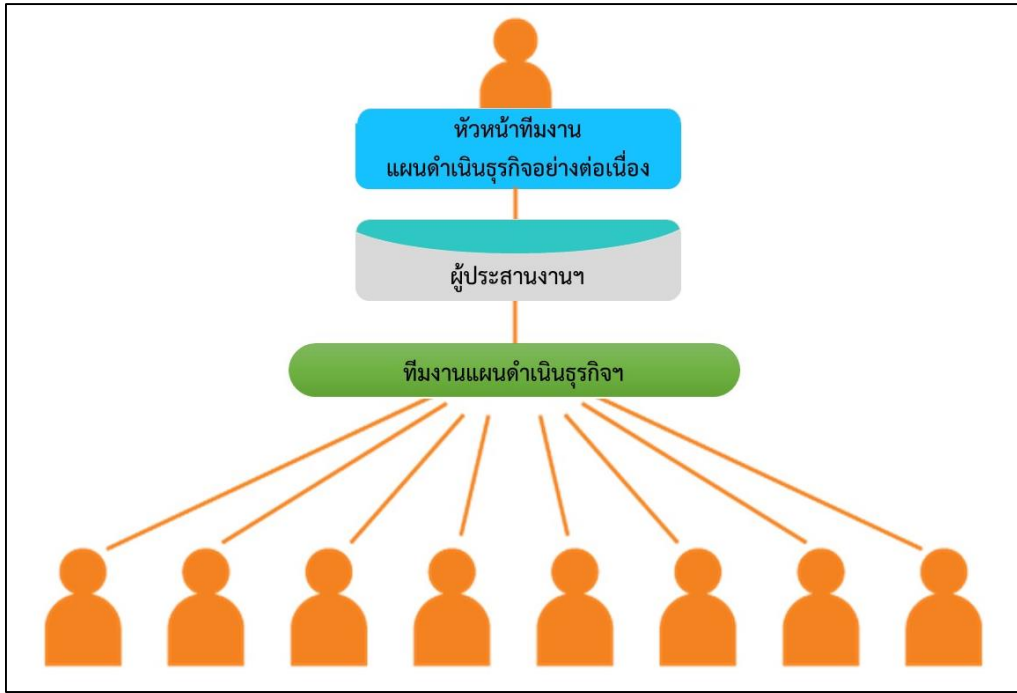 หัวหน้าทีมงาน
แผนดำเนินธุรกิจอย่างต่อเนื่อง
ผู้ประสานงานฯ
ทีมงานแผนดำเนินธุรกิจฯ